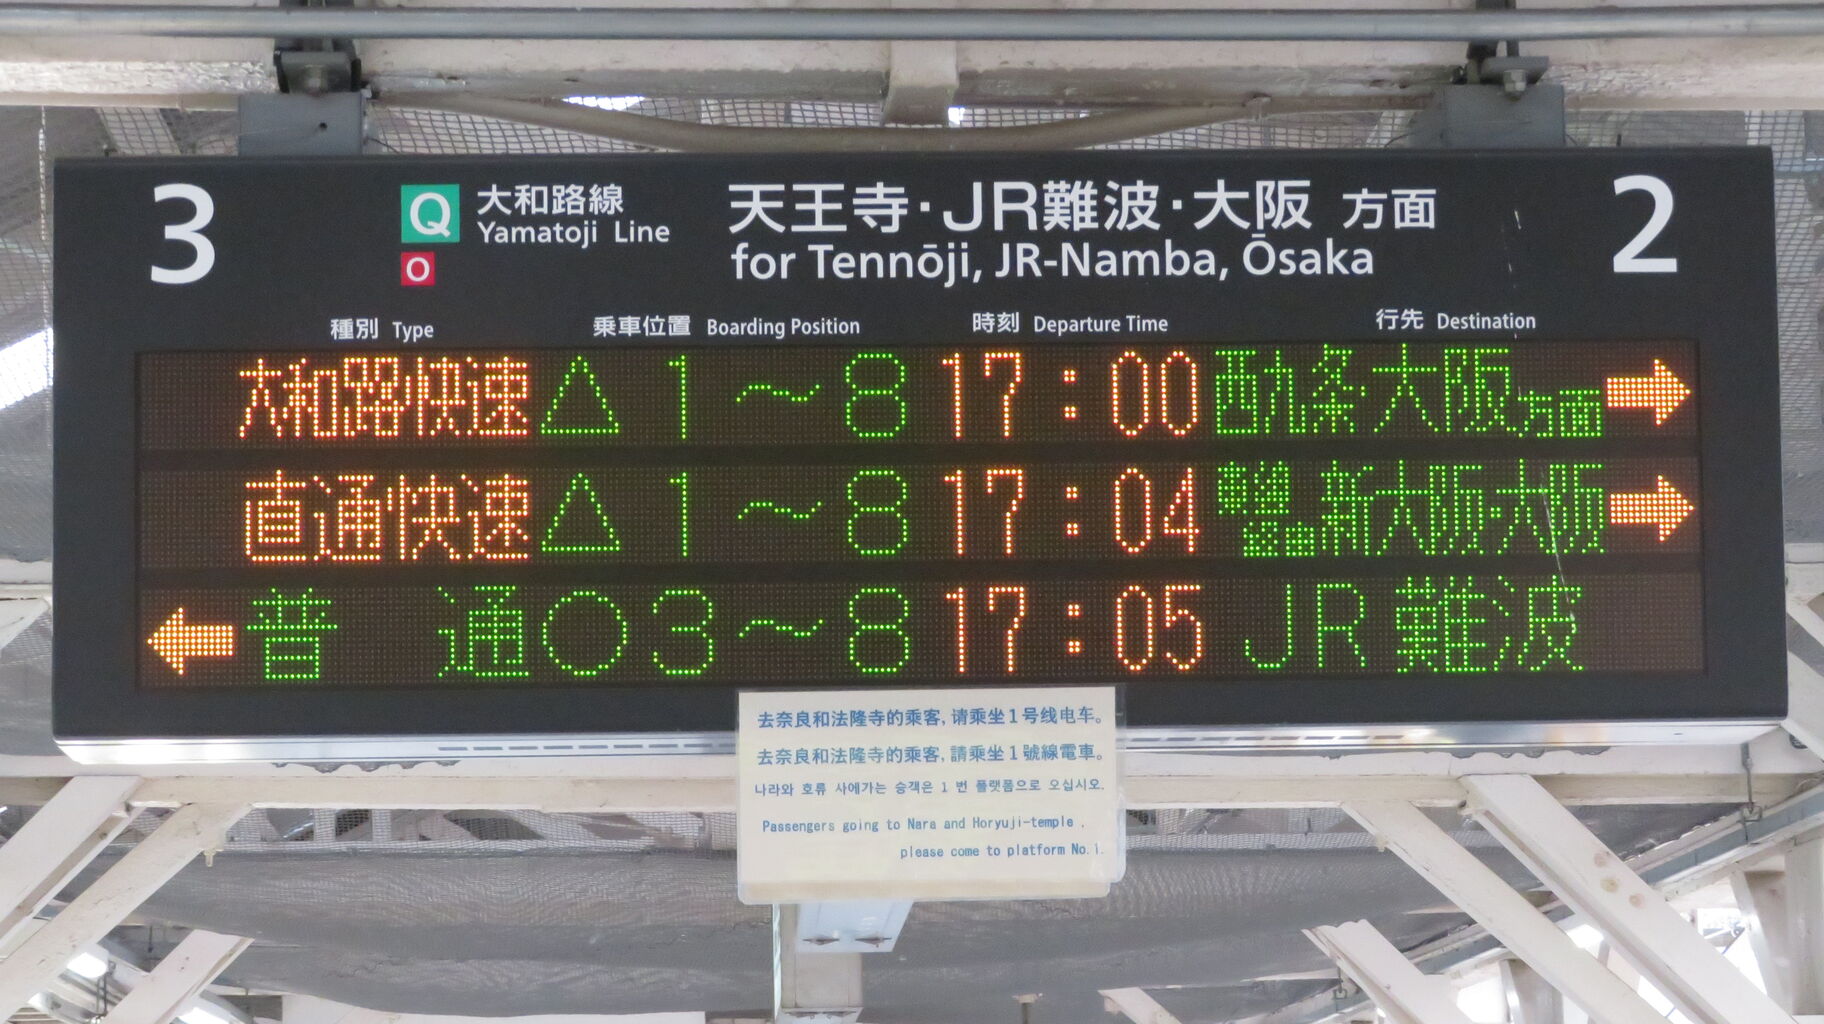 3
Q 大和路線
Yamatoji Line
O
天王寺・JR難波・大阪 方面
for Tennōji, JR-Namba, Ōsaka
2
種別 Type 乗車位置 Boarding Position 時刻 Departure Time 行先 Destination
大和路快速 △ 1～8 17:00 西九条・大阪方面 →
直通快速 △ 1～8 17:04 東線経由 新大阪・大阪 →
← 普通 ○ 3～8 17:05 JR難波
去奈良和法隆寺的乘客,请乘坐1号线电车。
去奈良和法隆寺的乘客,請乘坐1號線電車。
나라와 호류 사에가는 승객은 1 번 플랫폼으로 오십시오.
Passengers going to Nara and Horyuji-temple ,
please come to platform No.1.